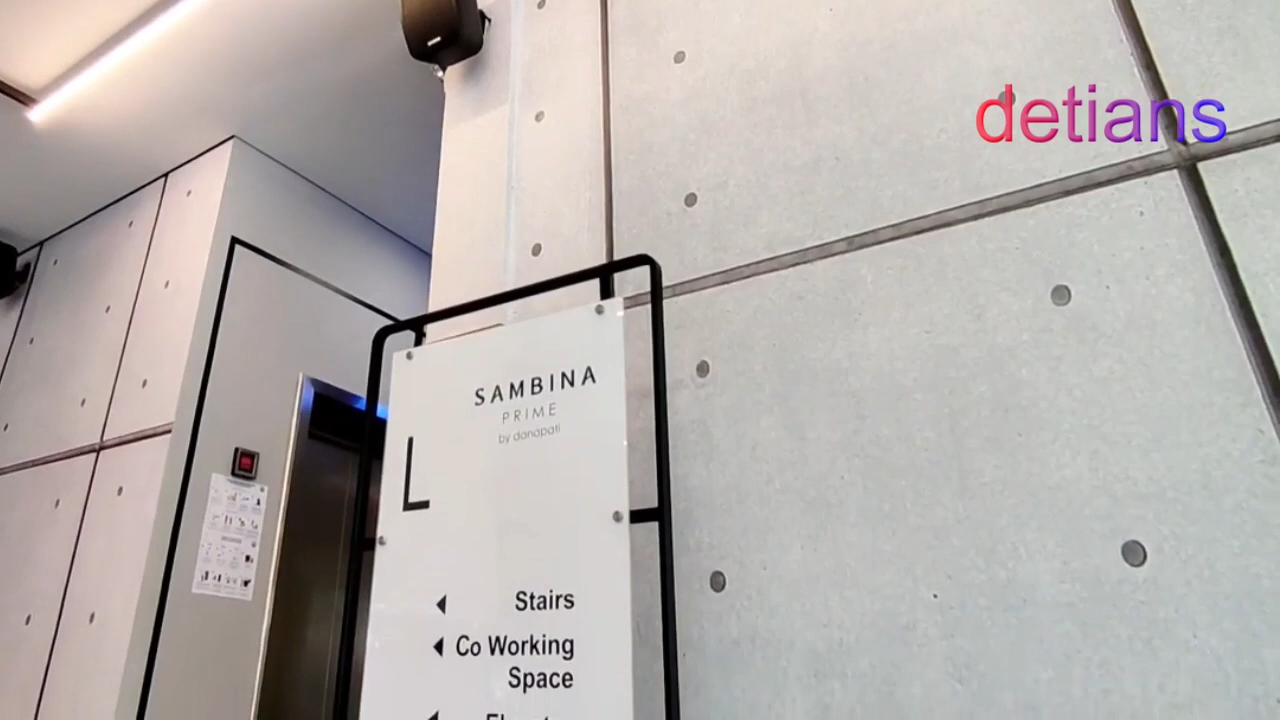 detians
SAMBINA
PRIME
by danapati
L
Stairs
Co Working
Space